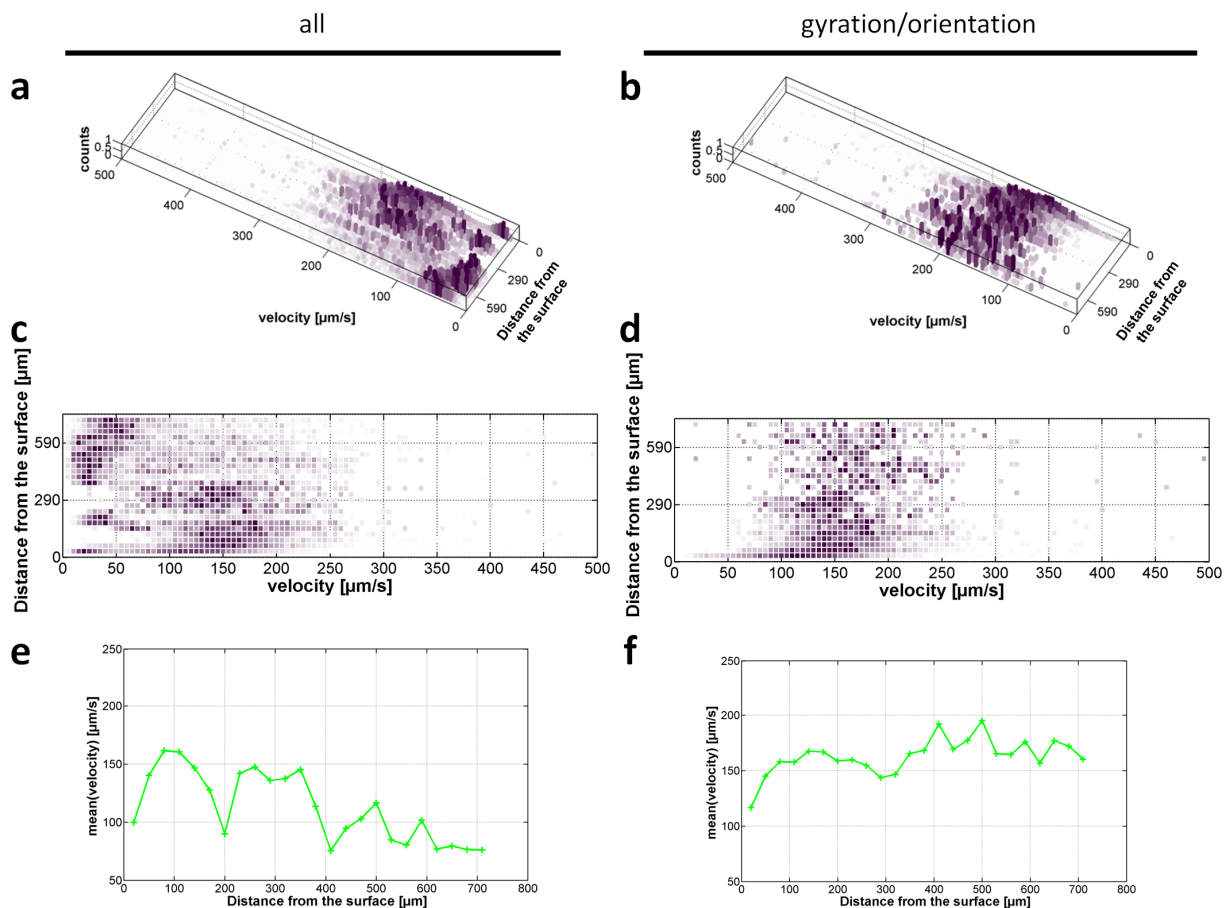 all
gyration/orientation
a
b
counts
1
0.5
0
500
400
300
200
100
0
velocity [µm/s]
0
290
590
Distance from
the surface
counts
1
0.5
0
500
400
300
200
100
0
velocity [µm/s]
0
290
590
Distance from
the surface
c
Distance from the surface [µm]
590
290
0
0 50 100 150 200 250 300 350 400 450 500
velocity [µm/s]
d
Distance from the surface [µm]
590
290
0
0 50 100 150 200 250 300 350 400 450 500
velocity [µm/s]
e
mean(velocity) [µm/s]
250
200
150
100
50
0 100 200 300 400 500 600 700 800
Distance from the surface [µm]
f
mean(velocity) [µm/s]
250
200
150
100
50
0 100 200 300 400 500 600 700 800
Distance from the surface [µm]